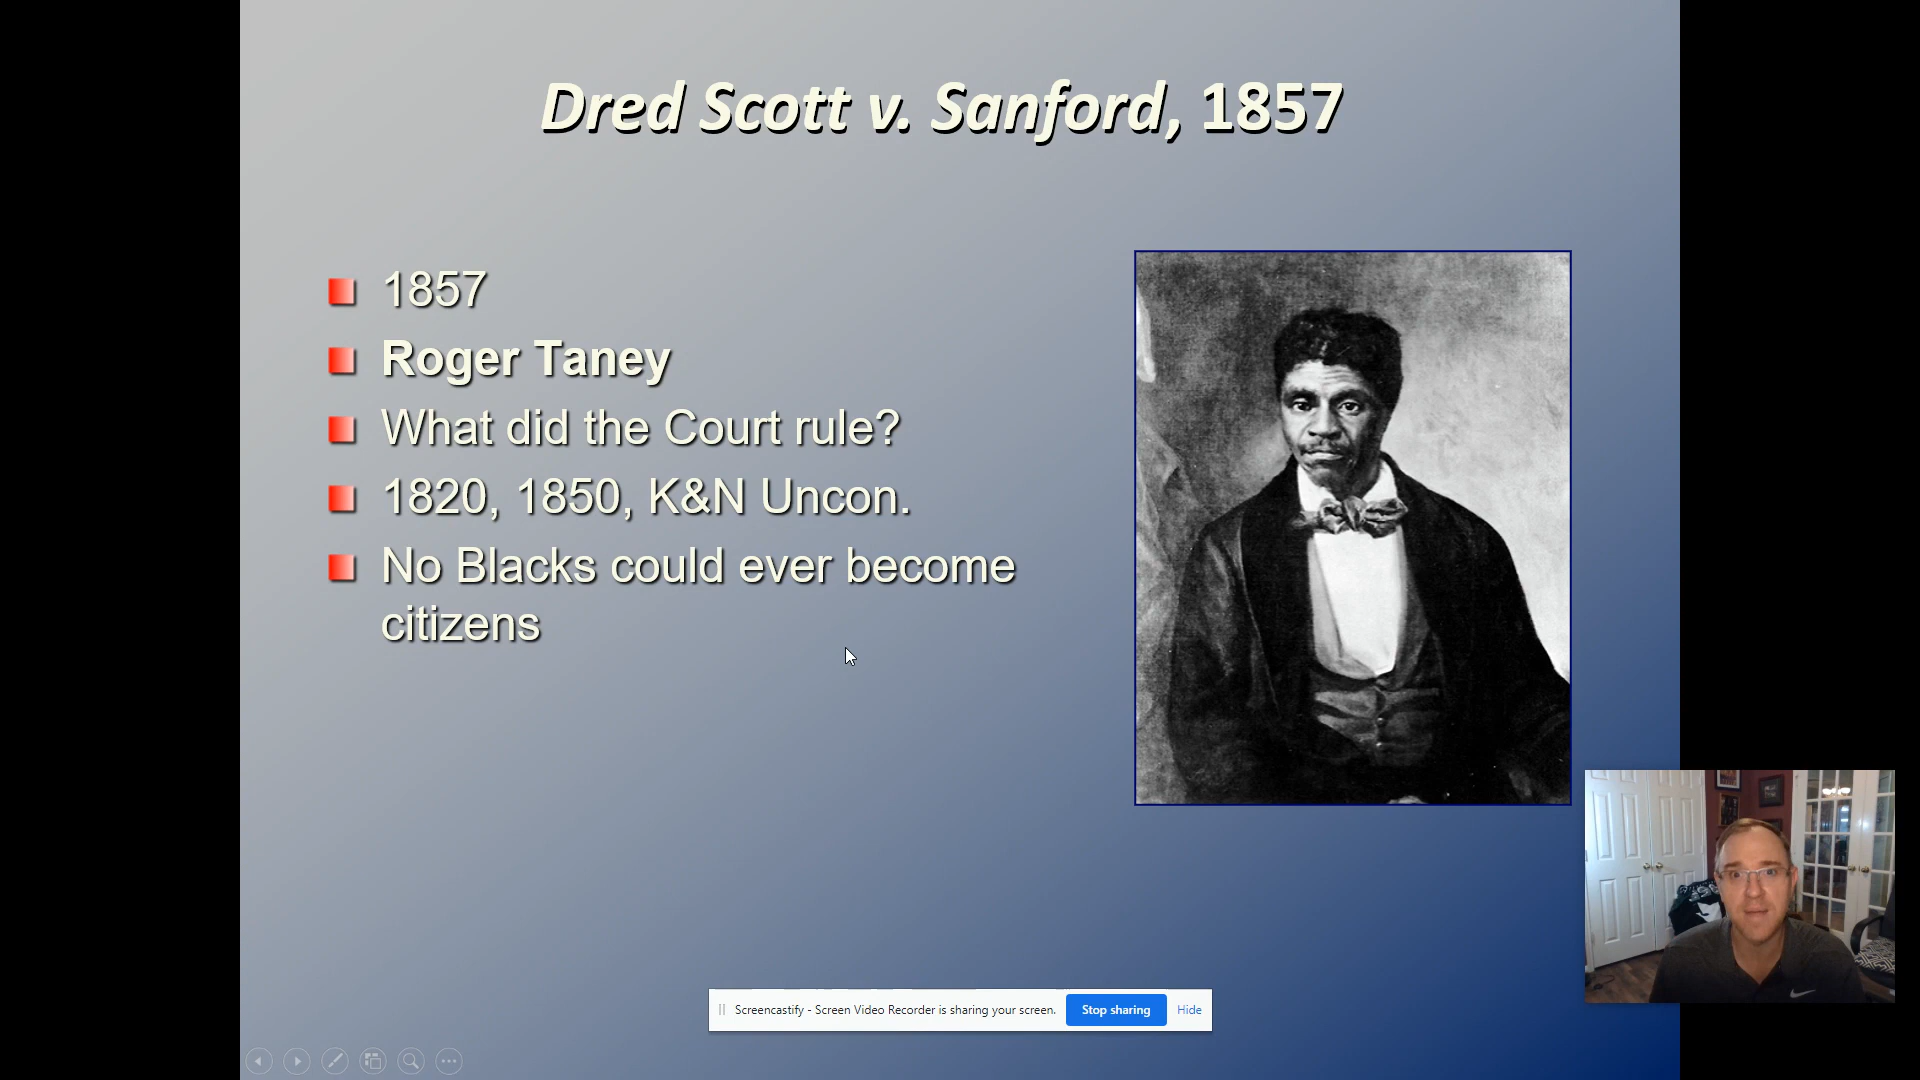 Dred Scott v. Sanford, 1857
1857
Roger Taney
What did the Court rule?
1820, 1850, K&N Uncon.
No Blacks could ever become
citizens
Screencastify - Screen Video Recorder is sharing your screen. Stop sharing Hide